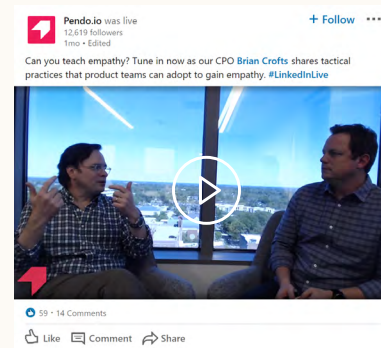 Pendo.io was live
+ Follow
12,619 followers
1mo • Edited
Can you teach empathy? Tune in now as our CPO Brian Crofts shares tactical
practices that product teams can adopt to gain empathy. #LinkedInLive
59 · 14 Comments
Like Comment Share